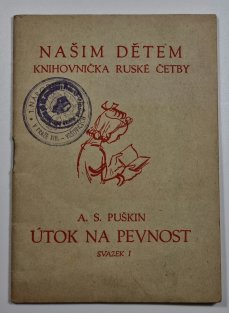 NAŠIM DĚTEM
KNIHOVNIČKA RUSKÉ ČETBY
A. S. PUŠKIN
ÚTOK NA PEVNOST
SVAZEK I